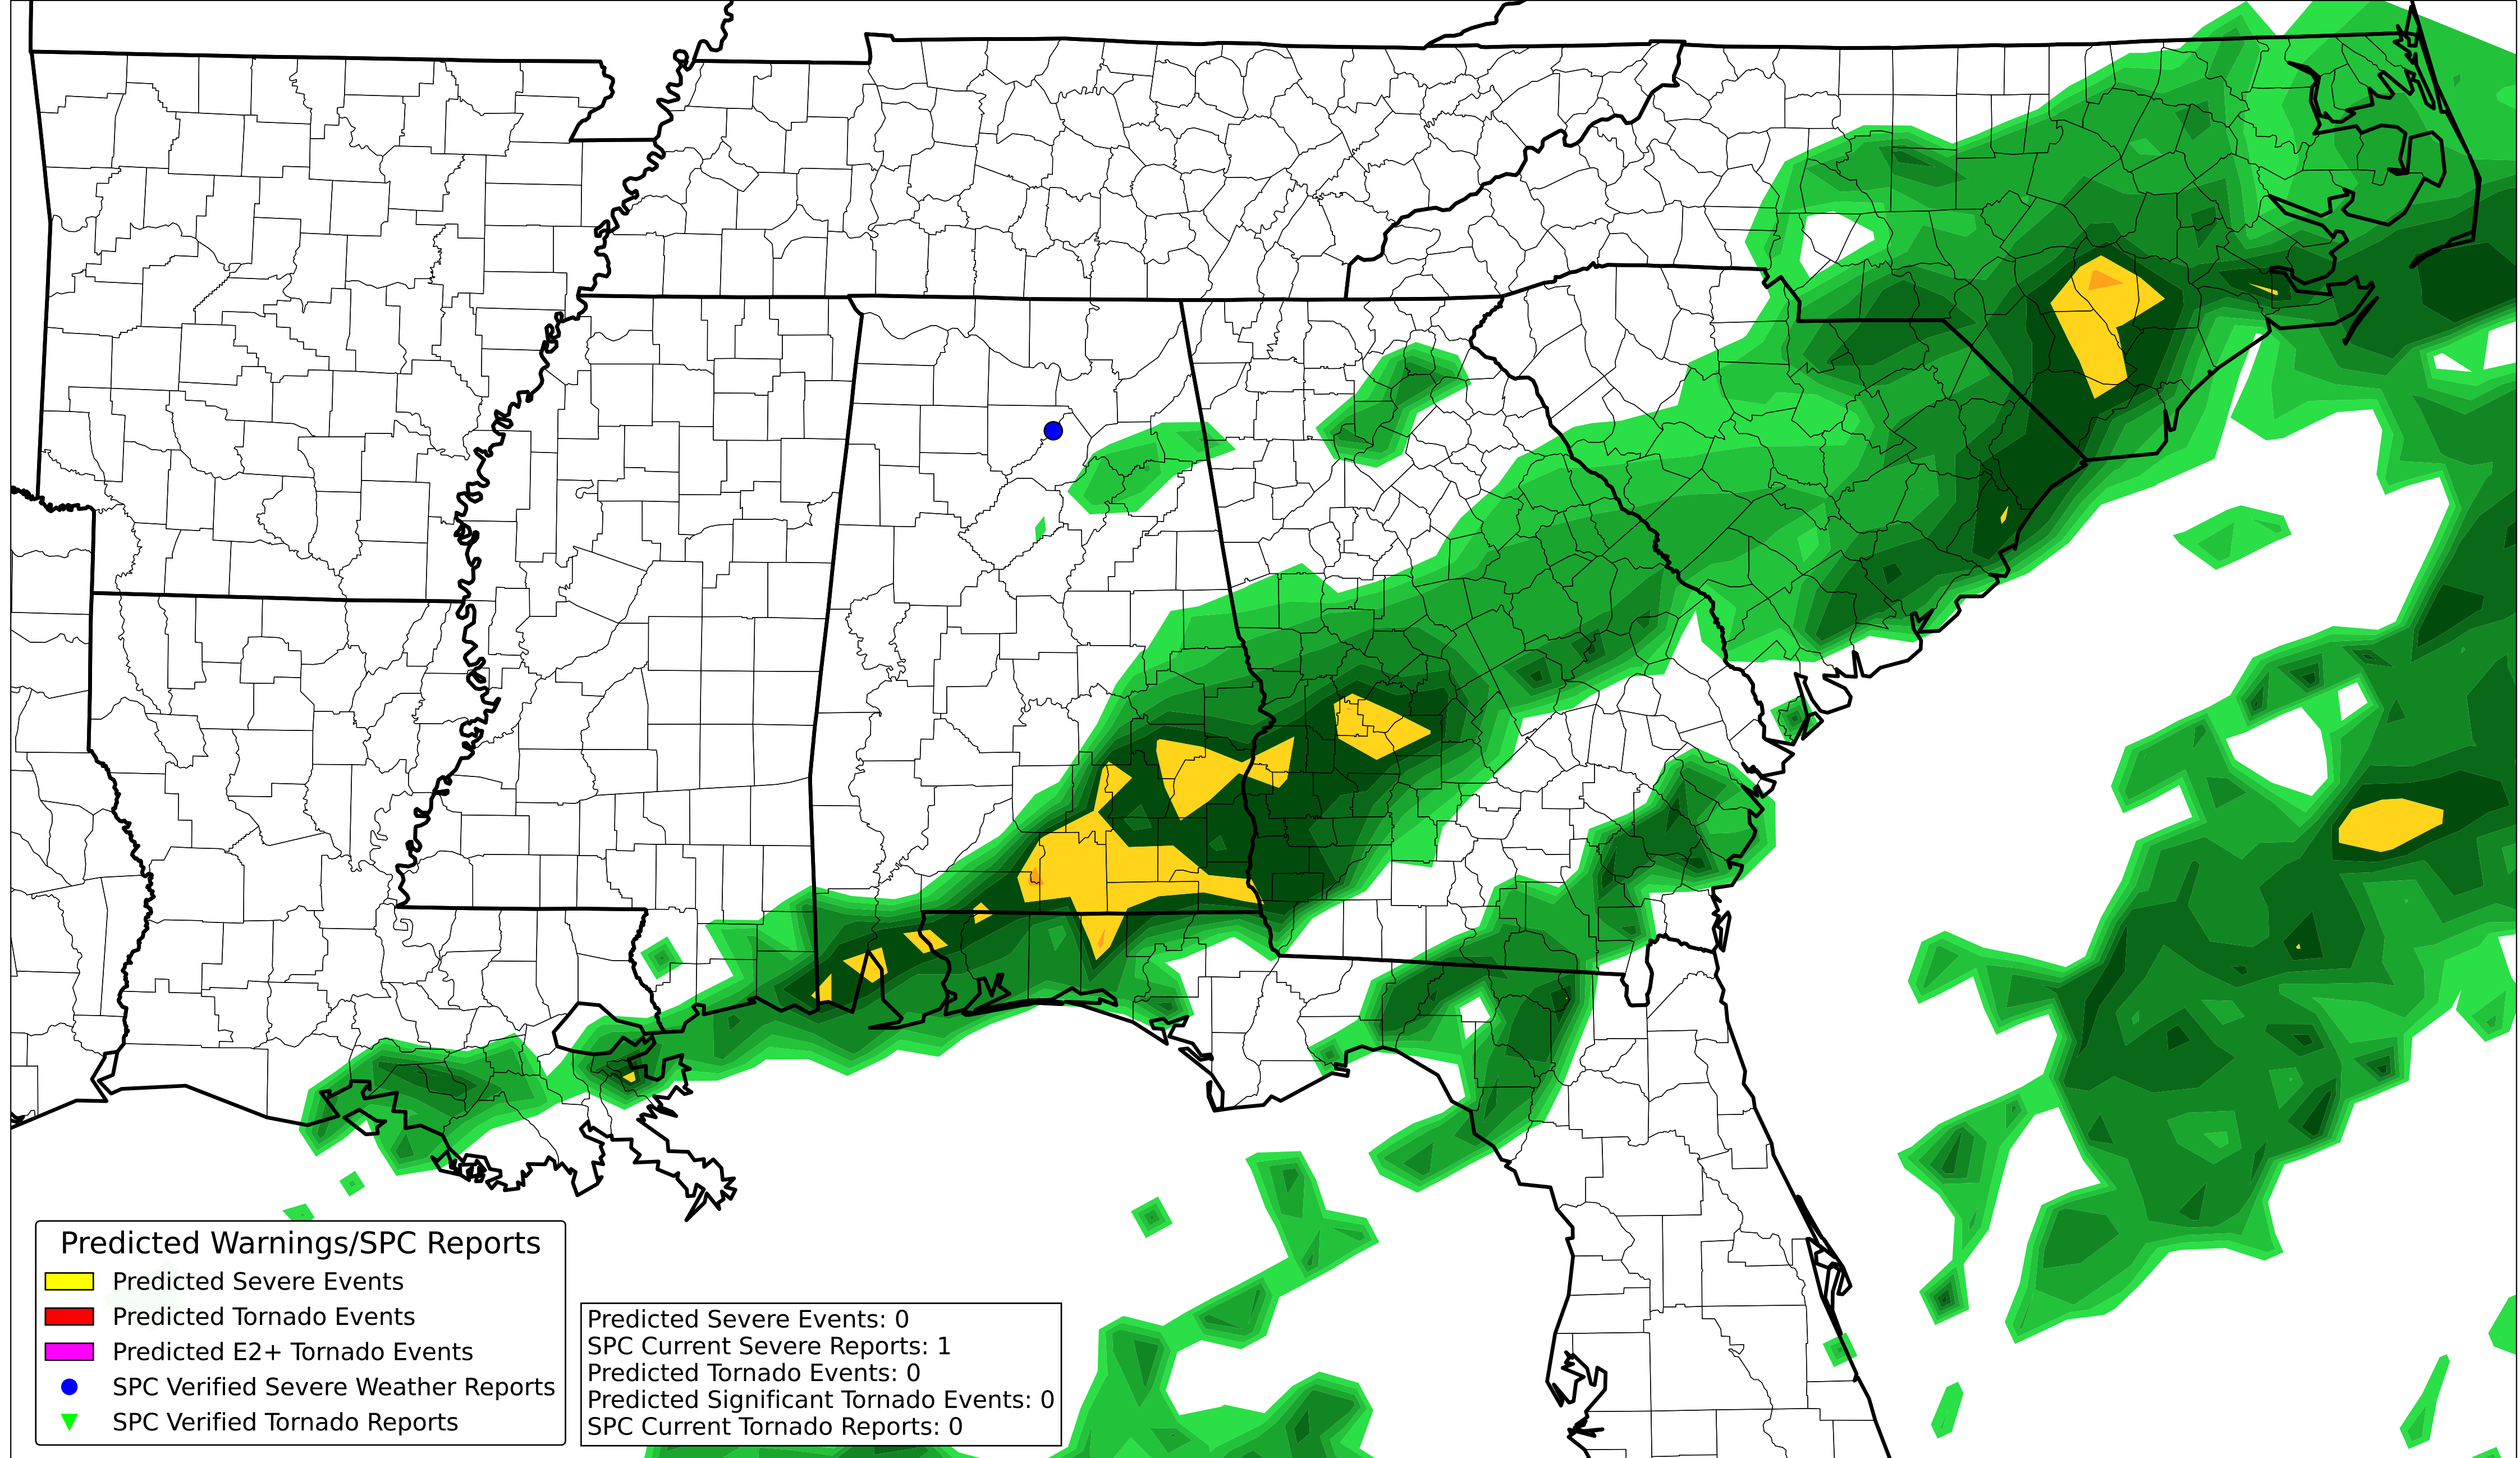 Predicted Warnings/SPC Reports
Predicted Severe Events
Predicted Tornado Events
Predicted E2+ Tornado Events
SPC Verified Severe Weather Reports
SPC Verified Tornado Reports
Predicted Severe Events: 0
SPC Current Severe Reports: 1
Predicted Tornado Events: 0
Predicted Significant Tornado Events: 0
SPC Current Tornado Reports: 0